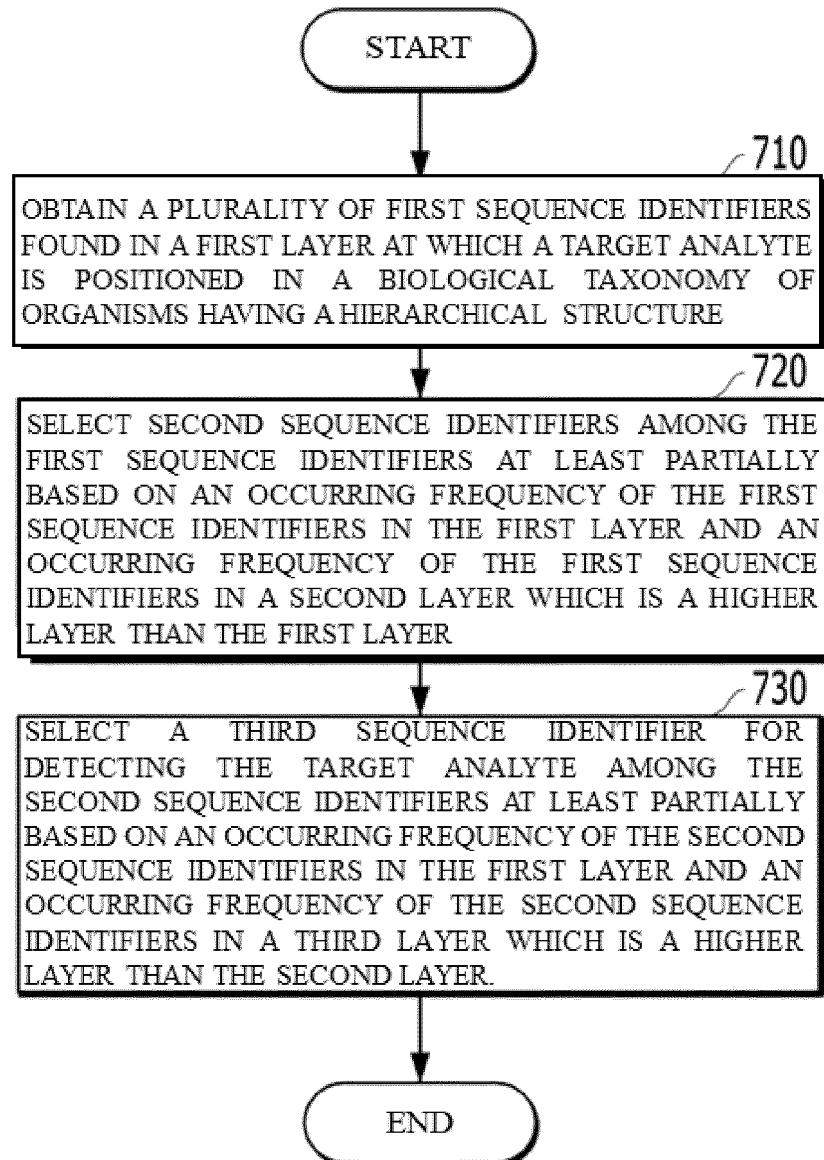 START
710
OBTAIN A PLURALITY OF FIRST SEQUENCE IDENTIFIERS
FOUND IN A FIRST LAYER AT WHICH A TARGET ANALYTE
IS POSITIONED IN A BIOLOGICAL TAXONOMY OF
ORGANISMS HAVING A HIERARCHICAL STRUCTURE
720
SELECT SECOND SEQUENCE IDENTIFIERS AMONG THE
FIRST SEQUENCE IDENTIFIERS AT LEAST PARTIALLY
BASED ON AN OCCURRING FREQUENCY OF THE FIRST
SEQUENCE IDENTIFIERS IN THE FIRST LAYER AND AN
OCCURRING FREQUENCY OF THE FIRST SEQUENCE
IDENTIFIERS IN A SECOND LAYER WHICH IS A HIGHER
LAYER THAN THE FIRST LAYER
730
SELECT A THIRD SEQUENCE IDENTIFIER FOR
DETECTING THE TARGET ANALYTE AMONG THE
SECOND SEQUENCE IDENTIFIERS AT LEAST PARTIALLY
BASED ON AN OCCURRING FREQUENCY OF THE SECOND
SEQUENCE IDENTIFIERS IN THE FIRST LAYER AND AN
OCCURRING FREQUENCY OF THE SECOND SEQUENCE
IDENTIFIERS IN A THIRD LAYER WHICH IS A HIGHER
LAYER THAN THE SECOND LAYER.
END